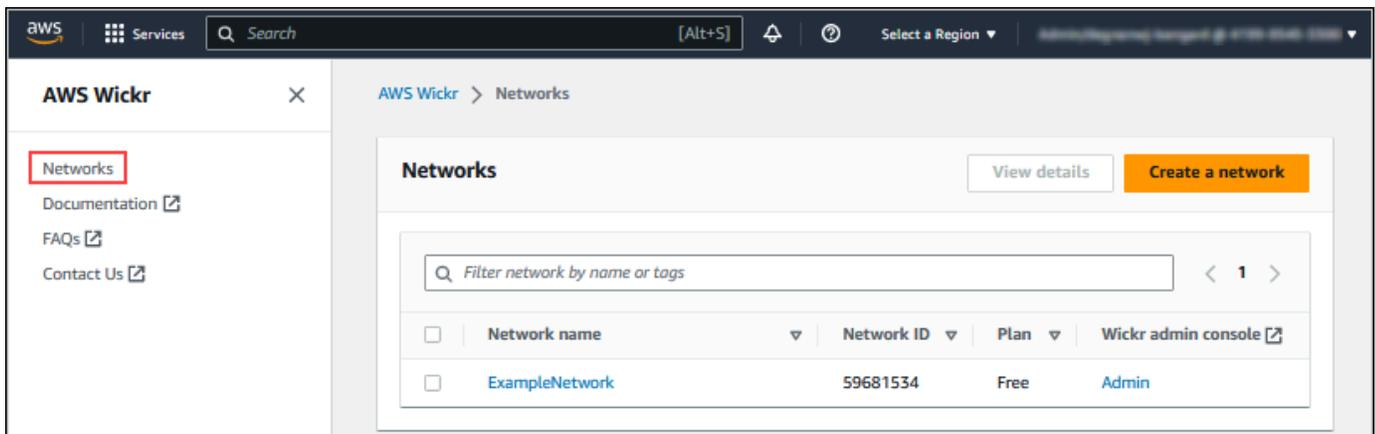 aws
Services
Search
[Alt+S]
Select a Region
AWS Wickr
Networks
Documentation
FAQs
Contact Us
AWS Wickr > Networks
Networks
View details
Create a network
Filter network by name or tags
< 1 >
Network name Network ID Plan Wickr admin console
ExampleNetwork 59681534 Free Admin